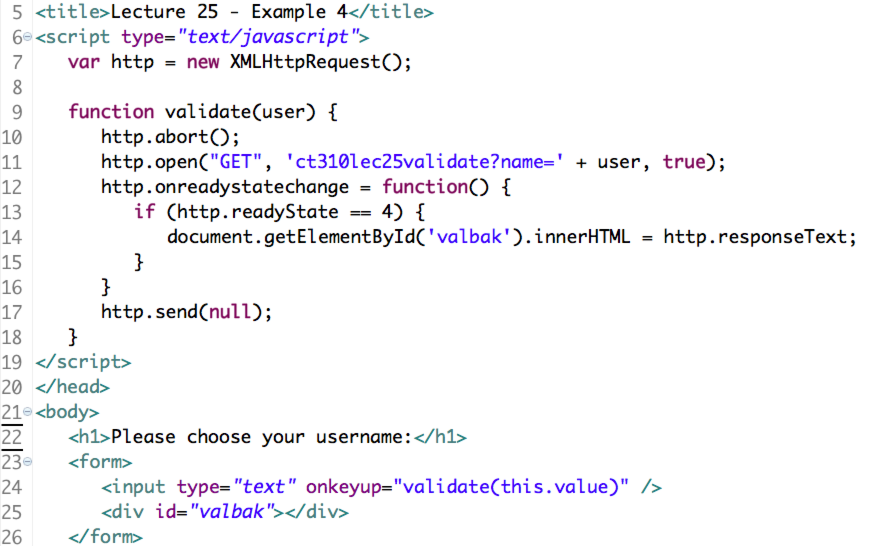 5 <title>Lecture 25 - Example 4</title>
6 <script type="text/javascript">
7 var http = new XMLHttpRequest();
8
9 function validate(user) {
10 http.abort();
11 http.open("GET", 'ct310lec25validate?name=' + user, true);
12 http.onreadystatechange = function() {
13 if (http.readyState == 4) {
14 document.getElementById('valbak').innerHTML = http.responseText;
15 }
16 }
17 http.send(null);
18 }
19 </script>
20 </head>
21 <body>
22 <h1>Please choose your username:</h1>
23 <form>
24 <input type="text" onkeyup="validate(this.value)" />
25 <div id="valbak"></div>
26 </form>